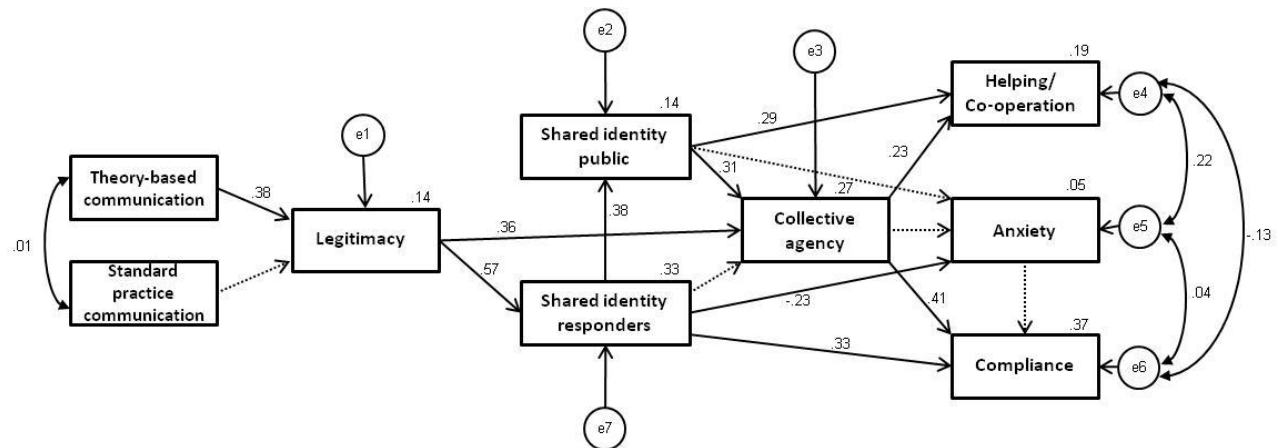 e2
e3
.19
Helping/
Co-operation
e4
.14
Shared identity
public
.29
e1
.31
.23
.22
Theory-based
communication
.38
.14
.27
.05
Legitimacy
.38
Collective
agency
Anxiety
e5
.36
-.13
.01
.57
.33
Standard
practice
communication
Shared identity
responders
-.23
.41
.04
.37
.33
Compliance
e6
e7